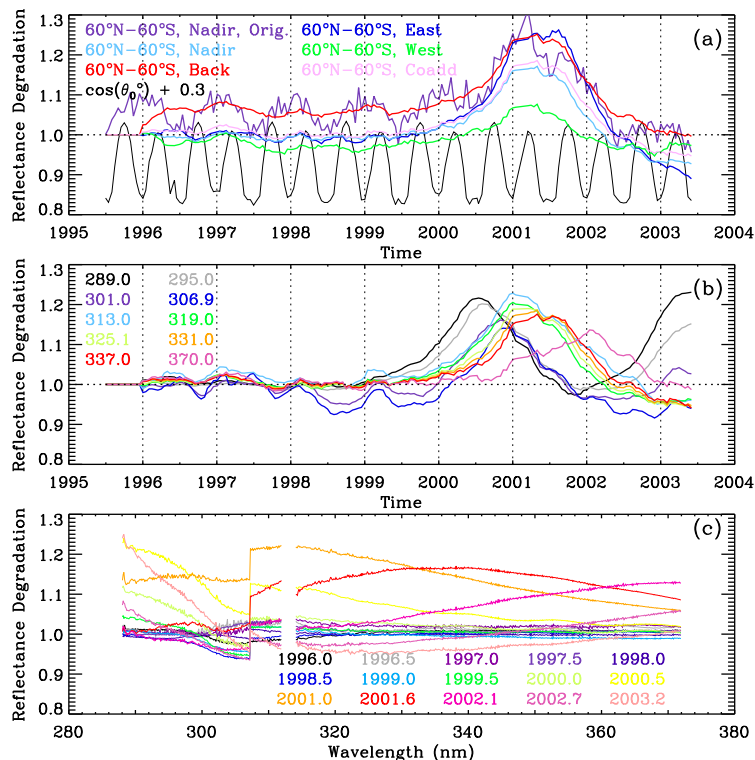 1.3
1.2
1.1
1.0
0.9
0.8
Reflectance Degradation
60°N−60°S, Nadir, Orig. 60°N−60°S, East
60°N−60°S, Nadir 60°N−60°S, West
60°N−60°S, Back 60°N−60°S, Coadd
cos(θ₀°) + 0.3
(a)
1995 1996 1997 1998 1999 2000 2001 2002 2003 2004
Time
1.3
1.2
1.1
1.0
0.9
0.8
Reflectance Degradation
289.0 295.0
301.0 306.9
313.0 319.0
325.1 331.0
337.0 370.0
(b)
1995 1996 1997 1998 1999 2000 2001 2002 2003 2004
Time
1.3
1.2
1.1
1.0
0.9
0.8
Reflectance Degradation
(c)
1996.0 1996.5 1997.0 1997.5 1998.0
1998.5 1999.0 1999.5 2000.0 2000.5
2001.0 2001.6 2002.1 2002.7 2003.2
280 300 320 340 360 380
Wavelength (nm)